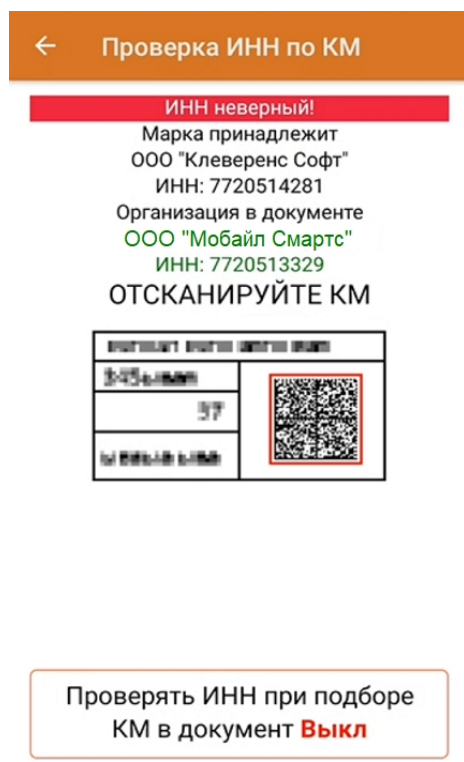 Проверка ИНН по КМ
ИНН неверный!
Марка принадлежит
ООО "Клеверенс Софт"
ИНН: 7720514281
Организация в документе
ООО "Мобайл Смартс"
ИНН: 7720513329
ОТСКАНИРУЙТЕ КМ
37
Проверять ИНН при подборе
КМ в документ Выкл